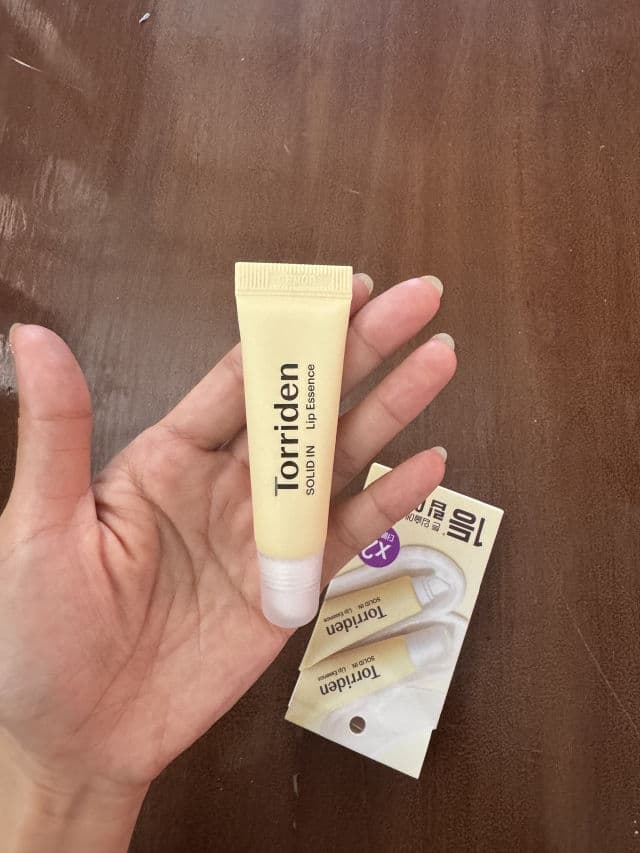 Torriden
SOLID IN Lip Essence
X2
Torriden
SOLID IN Lip Essence
Torriden
SOLID IN Lip Essence